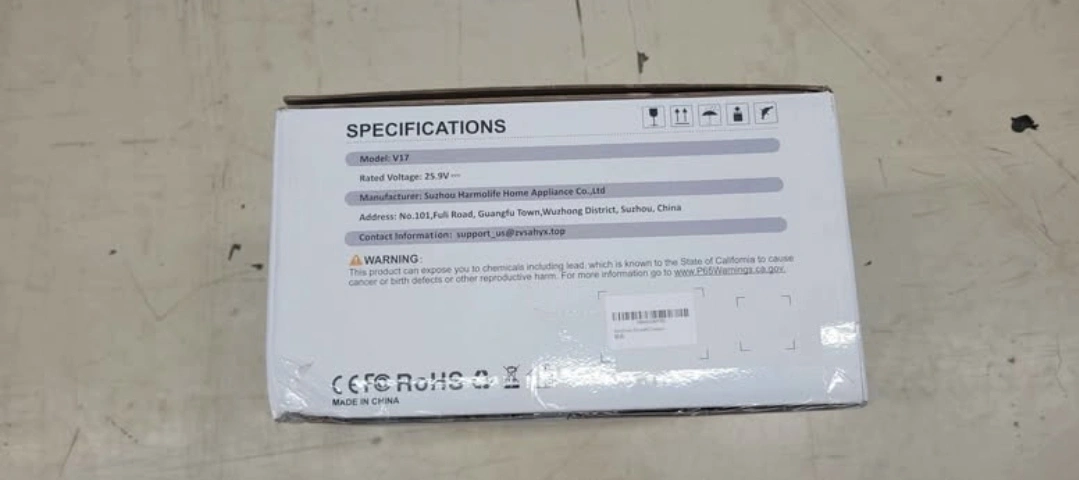 SPECIFICATIONS
Model: V17
Rated Voltage: 25.9V
Manufacturer: Suzhou Harmolife Home Appliance Co.,Ltd
Address: No.101,Fuli Road, Guangfu Town,Wuzhong District, Suzhou, China
Contact Information: support_us@zvsahyx.top
WARNING:
This product can expose you to chemicals including lead, which is known to the State of California to cause
cancer or birth defects or other reproductive harm. For more information go to www.P65Warnings.ca.gov.
CE FC RoHS
MADE IN CHINA